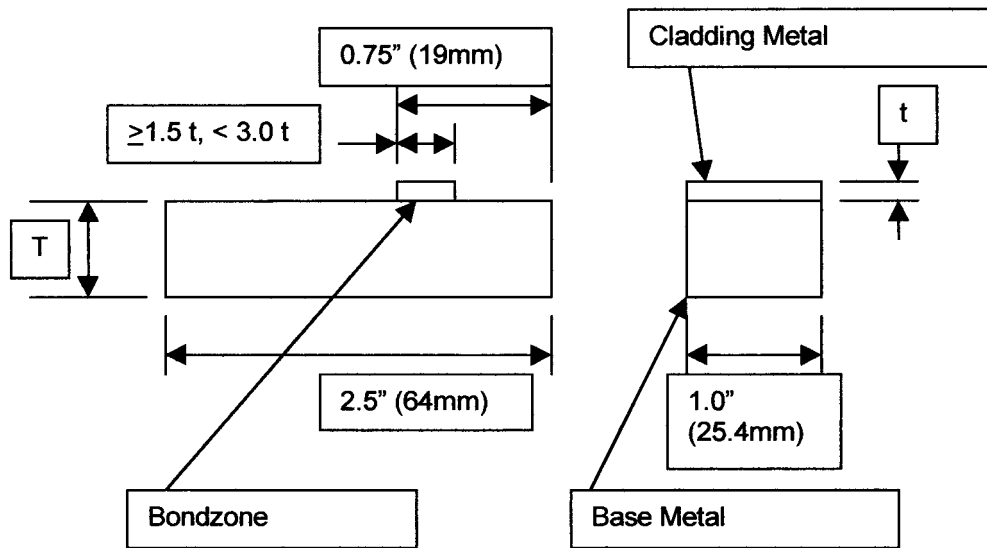 0.75” (19mm)
Cladding Metal
≥1.5 t, < 3.0 t
t
T
2.5” (64mm)
1.0”
(25.4mm)
Bondzone
Base Metal